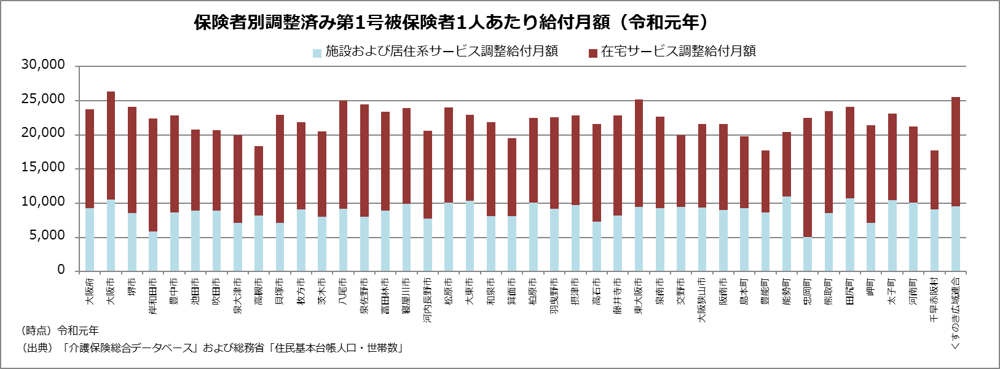 保険者別調整済み第1号被保険者1人あたり給付月額（令和元年）
施設および居住系サービス調整給付月額 在宅サービス調整給付月額
30,000
25,000
20,000
15,000
10,000
5,000
0
大阪府
大阪市
堺市
岸和田市
豊中市
池田市
吹田市
泉大津市
高槻市
貝塚市
枚方市
茨木市
八尾市
泉佐野市
富田林市
寝屋川市
河内長野市
松原市
大東市
和泉市
箕面市
柏原市
羽曳野市
摂津市
高石市
藤井寺市
東大阪市
泉南市
交野市
大阪狭山市
阪南市
島本町
豊能町
能勢町
忠岡町
熊取町
田尻町
岬町
太子町
河南町
千早赤阪村
くすのき広域連合
（時点）令和元年
（出典）「介護保険総合データベース」および総務省「住民基本台帳人口・世帯数」